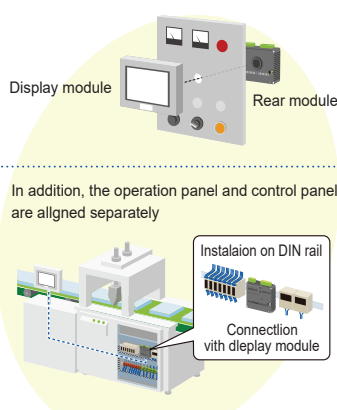 Display module
Rear module
In addition, the operation panel and control panel
are allgned separately
Instalaion on DIN rail
Connectlion
vith dleplay module